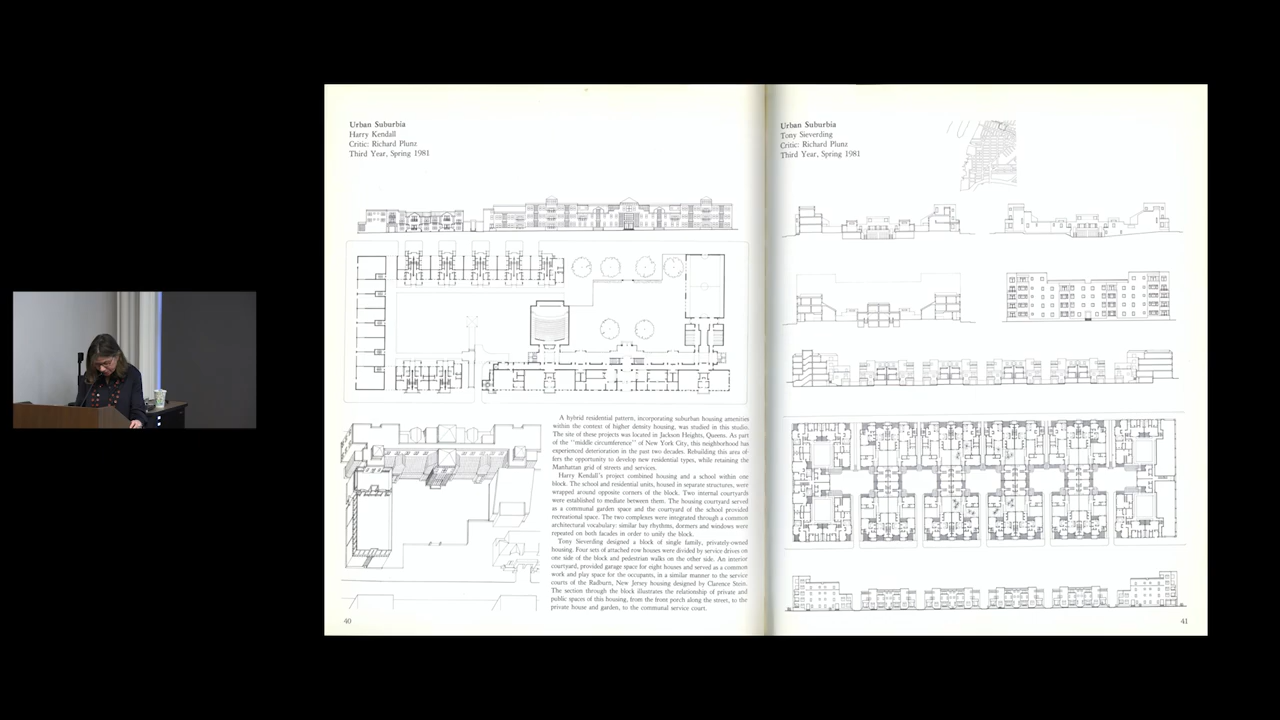 Urban Suburbia
Harry Kendall
Critic: Richard Plunz
Third Year, Spring 1981
A hybrid residential pattern, incorporating suburban housing amenities
within the context of higher density housing, was studied in this studio.
The site of these projects was located in Jackson Heights, Queens. As part
of the "middle circumference" of New York City, this neighborhood has
experienced deterioration in the past two decades. Rebuilding this area of-
fers the opportunity to develop new residential types, while retaining the
Manhattan grid of streets and services.
Harry Kendall's project combined housing and a school within one
block. The school and residential units, housed in separate structures, were
wrapped around opposite corners of the block. Two internal courtyards
were established to mediate between them. The housing courtyard served
as a communal garden space and the courtyard of the school provided
recreational space. The two complexes were integrated through a common
architectural vocabulary: similar bay rhythms, dormers and windows were
repeated on both facades in order to unify the block.
Tony Sieverding designed a block of single family, privately-owned
housing. Four sets of attached row houses were divided by service drives on
one side of the block and pedestrian walks on the other side. An interior
courtyard, provided garage space for eight houses and served as a common
work and play space for the occupants, in a similar manner to the service
courts of the Radburn, New Jersey housing designed by Clarence Stein.
The section through the block illustrates the relationship of private and
public spaces of this housing, from the front porch along the street, to the
private house and garden, to the communal service court.
40
Urban Suburbia
Tony Sieverding
Critic: Richard Plunz
Third Year, Spring 1981
41